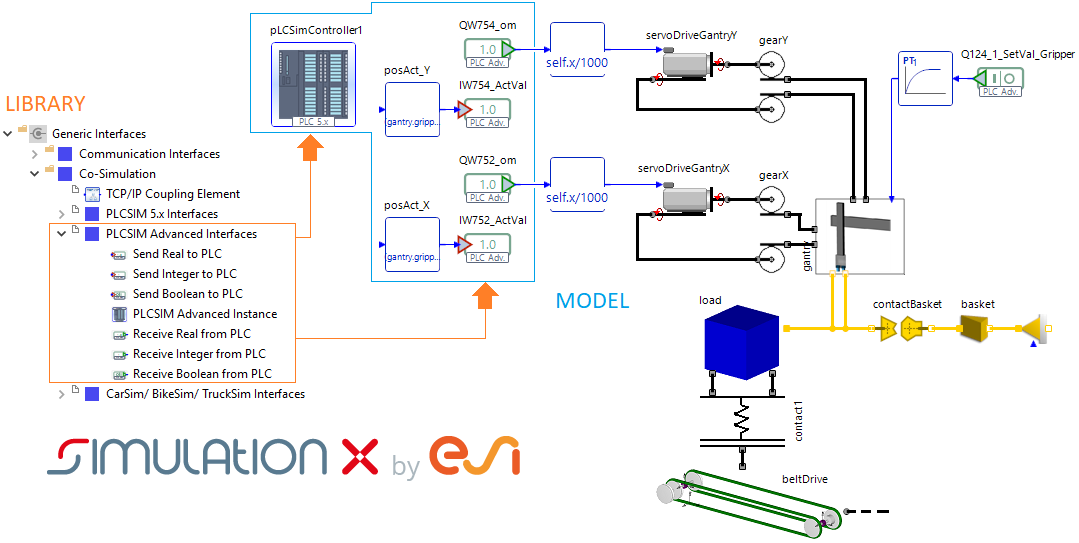 LIBRARY
Generic Interfaces
Communication Interfaces
Co-Simulation
TCP/IP Coupling Element
PLCSIM 5.x Interfaces
PLCSIM Advanced Interfaces
Send Real to PLC
Send Integer to PLC
Send Boolean to PLC
PLCSIM Advanced Instance
Receive Real from PLC
Receive Integer from PLC
Receive Boolean from PLC
CarSim/ BikeSim/ TruckSim Interfaces
pLCSimController1
PLC 5.x
QW754_om
1.0
PLC Adv.
self.x/1000
posAct_Y
{gantry.gripp...
IW754_ActVal
1.0
PLC Adv.
servoDriveGantryY
gearY
PT1
Q124_1_SetVal_Gripper
PLC Adv.
QW752_om
1.0
PLC Adv.
self.x/1000
posAct_X
{gantry.gripp...
IW752_ActVal
1.0
PLC Adv.
servoDriveGantryX
gearX
gantry
MODEL
load
contactBasket
basket
contact1
beltDrive
SIMULATION X by esi